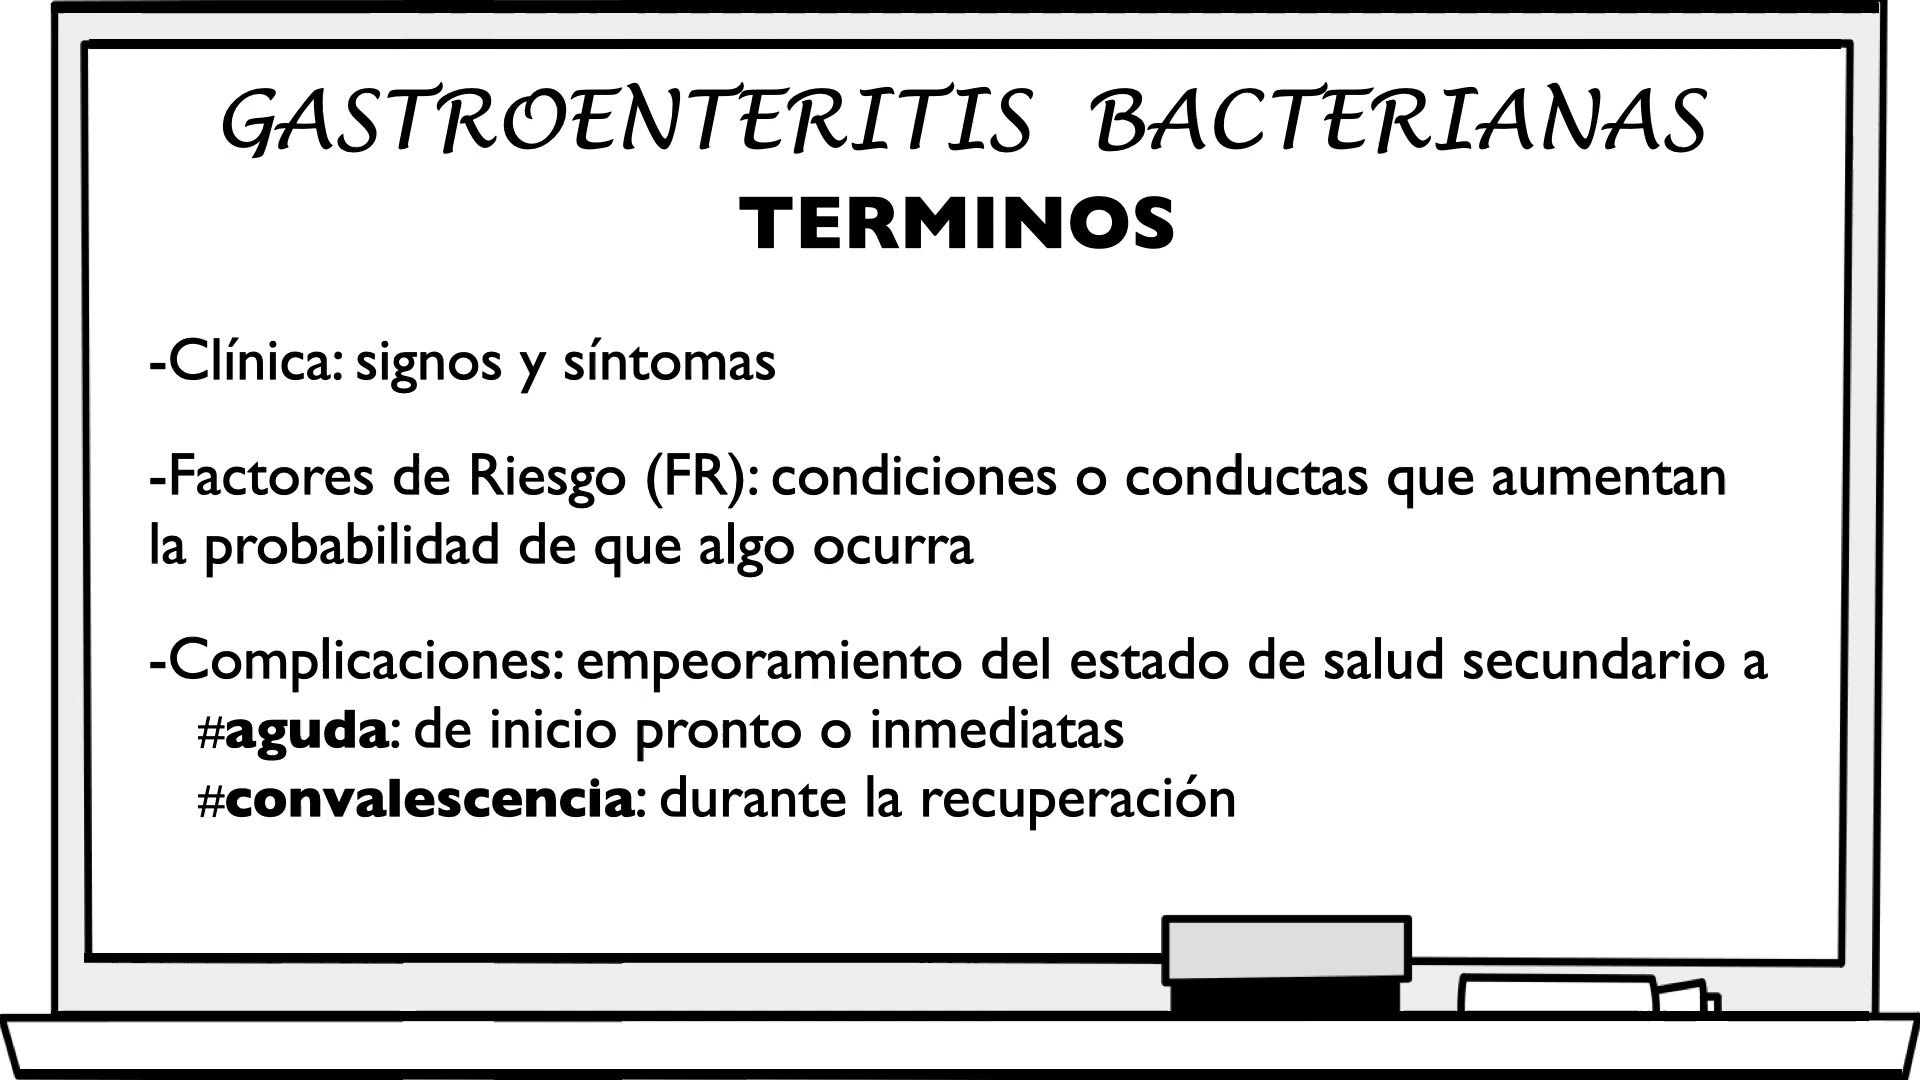 GASTROENTERITIS BACTERIANAS
TERMINOS
-Clínica: signos y síntomas
-Factores de Riesgo (FR): condiciones o conductas que aumentan
la probabilidad de que algo ocurra
-Complicaciones: empeoramiento del estado de salud secundario a
#aguda: de inicio pronto o inmediatas
#convalescencia: durante la recuperación